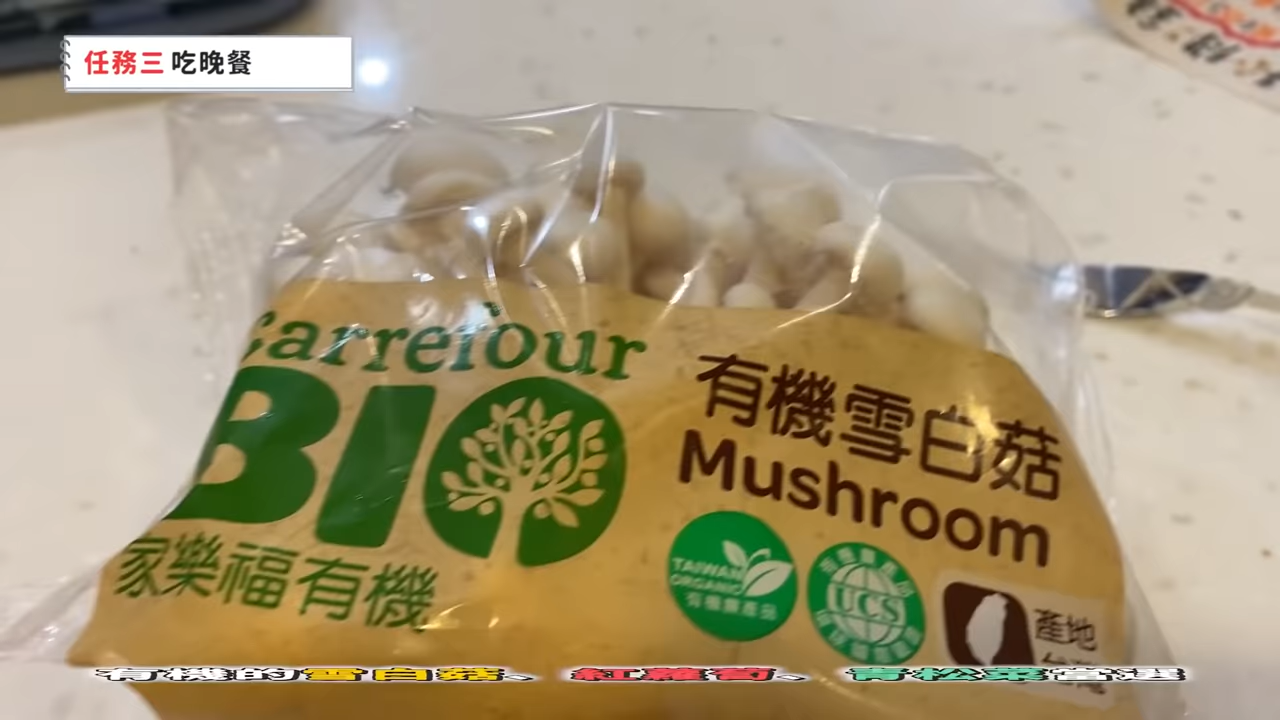 任務三 吃晚餐
Carrefour
BIO
家樂福有機
有機雪白菇
Mushroom
TAIWAN
ORGANIC
有機農產品
UCS
產地
有機的雪白菇、紅蘿蔔、青松菜當選